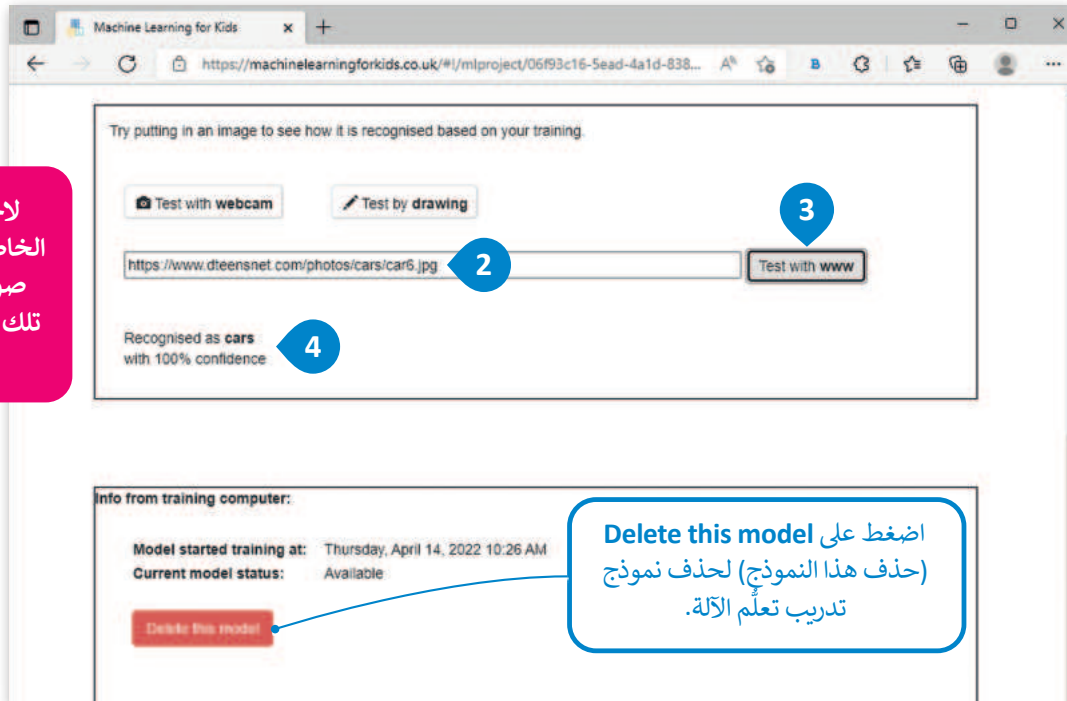 Machine Learning for Kids
https://machinelearningforkids.co.uk/#!/mlproject/06f93c16-5ead-4a1d-838...
Try putting in an image to see how it is recognised based on your training.
Test with webcam
Test by drawing
3
https://www.dteensnet.com/photos/cars/car6.jpg
2
Test with www
تلك
Recognised as cars
with 100% confidence
4
Info from training computer:
Model started training at: Thursday, April 14, 2022 10:26 AM
Current model status: Available
Delete this model
اضغط على Delete this model
(حذف هذا النموذج) لحذف نموذج
تدريب تعلُّم الآلة.